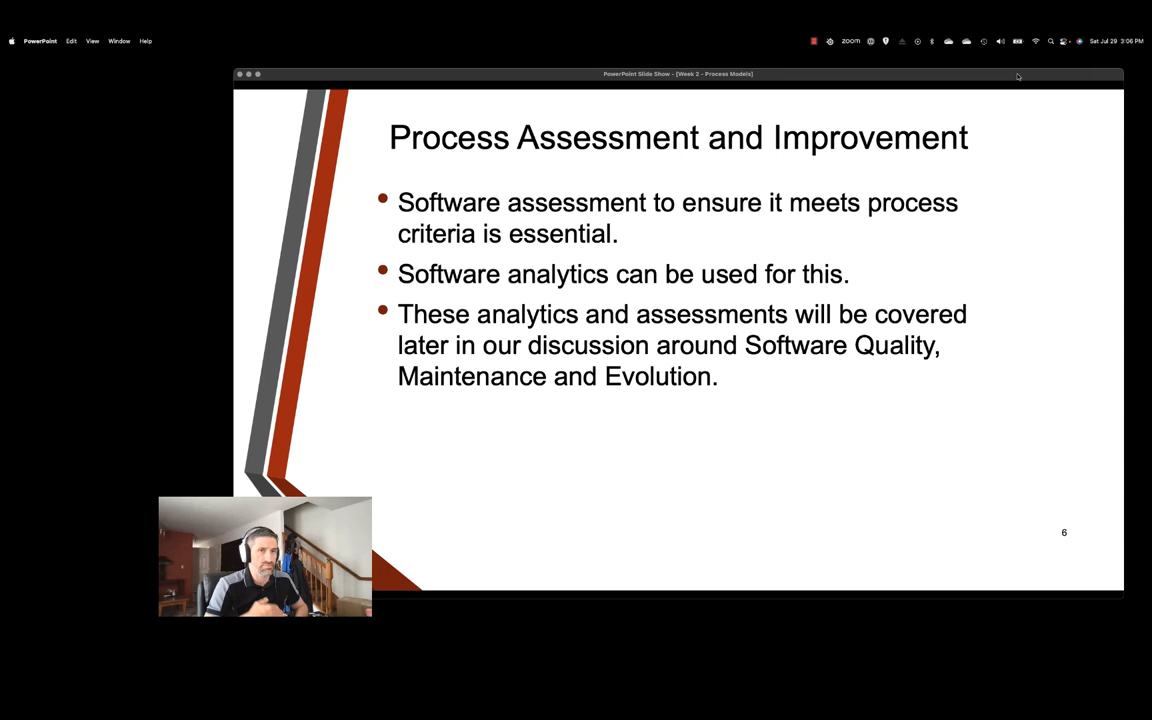 PowerPoint Edit View Window Help
zoom
Sat Jul 29 3:06 PM
PowerPoint Slide Show - [Week 2 - Process Models]
Process Assessment and Improvement
• Software assessment to ensure it meets process
criteria is essential.
• Software analytics can be used for this.
• These analytics and assessments will be covered
later in our discussion around Software Quality,
Maintenance and Evolution.
6